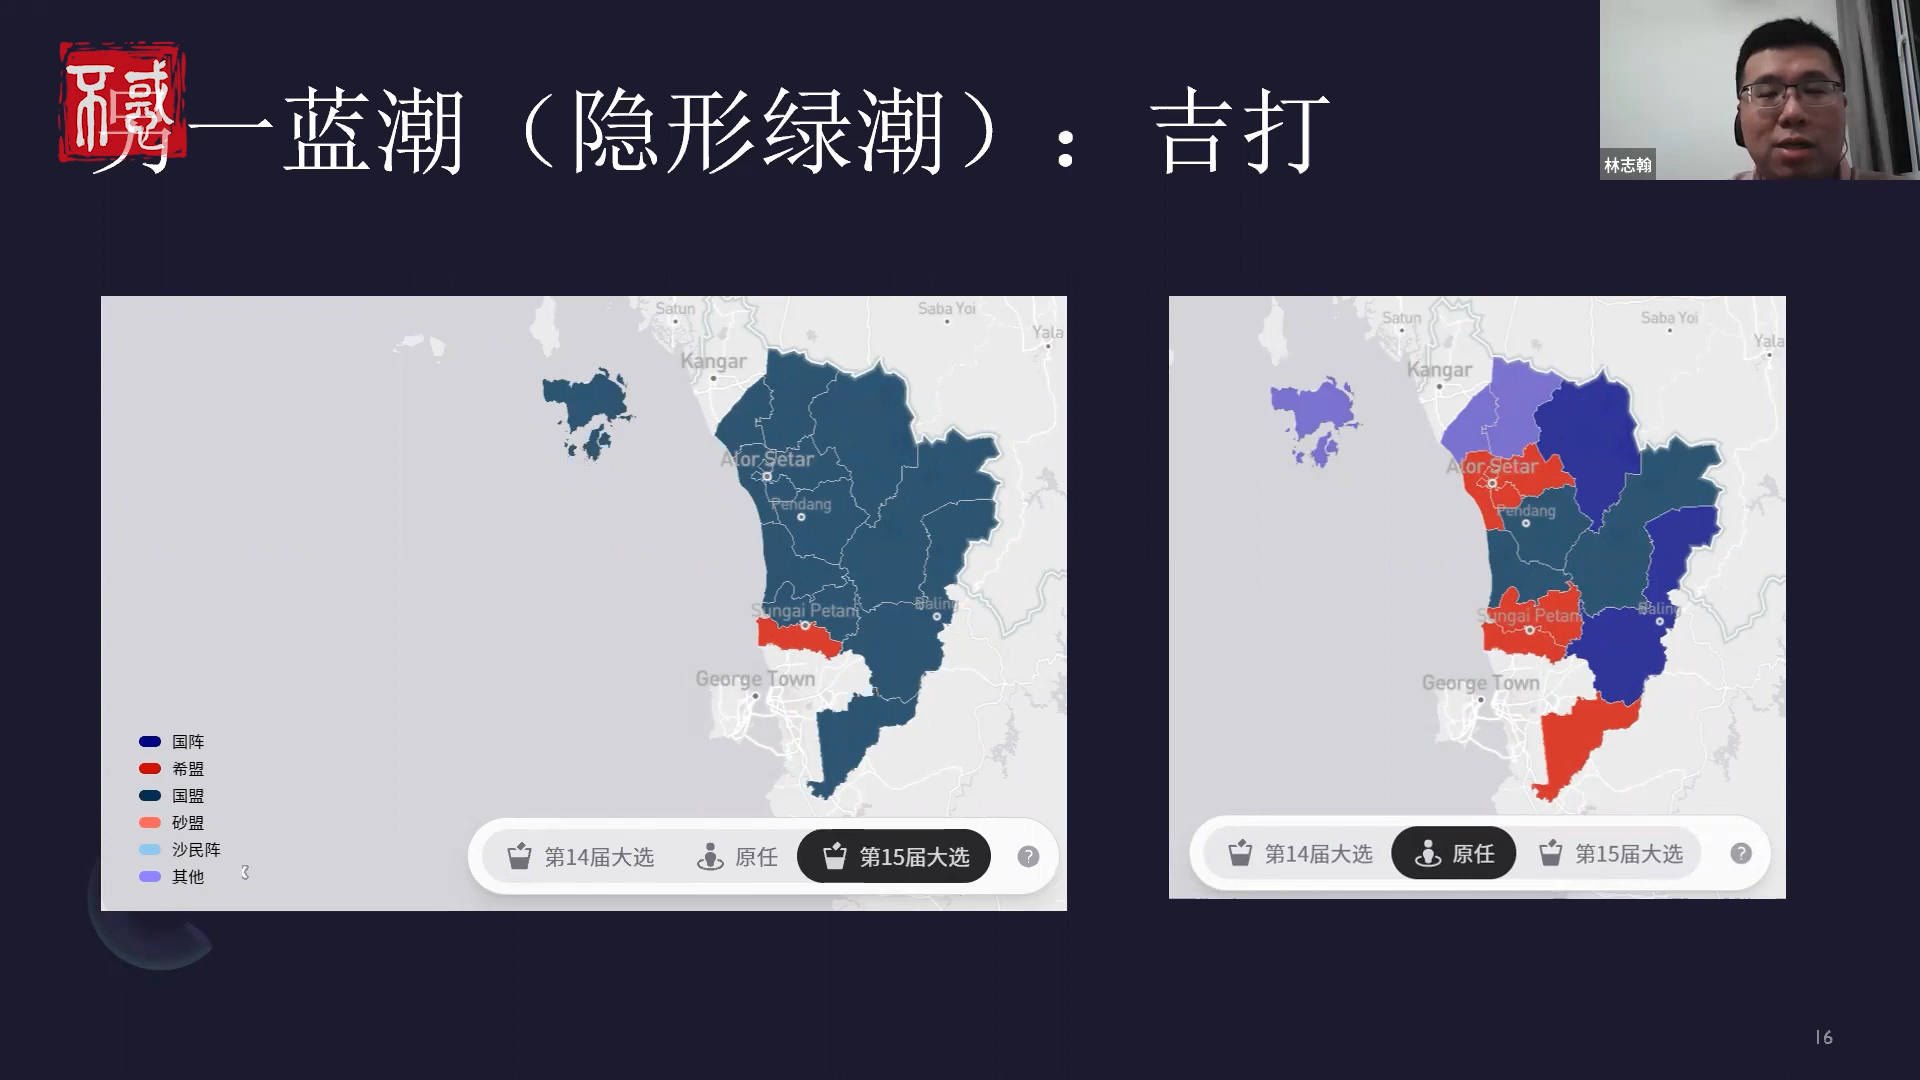 不惑
另一蓝潮（隐形绿潮）： 吉打
林志翰
Satun
Saba Yoi
Yala
Kangar
Alor Setar
Pendang
Sungai Petani
Baling
George Town
国阵
希盟
国盟
砂盟
沙民阵
其他
第14届大选 原任 第15届大选 ?
Satun
Saba Yoi
Yala
Kangar
Alor Setar
Pendang
Sungai Petani
Baling
George Town
第14届大选 原任 第15届大选 ?
16